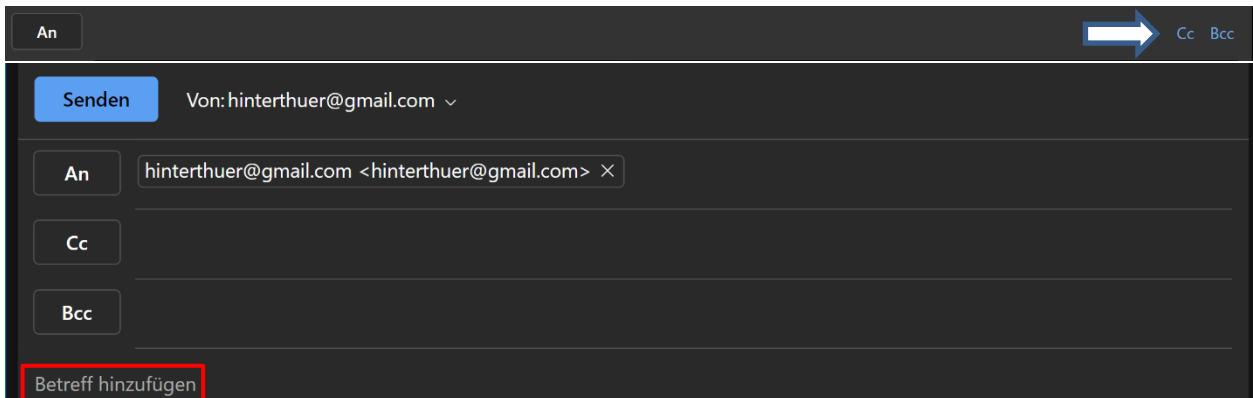 An Cc Bcc
Senden Von: hinterthuer@gmail.com
An hinterthuer@gmail.com <hinterthuer@gmail.com>
Cc
Bcc
Betreff hinzufügen